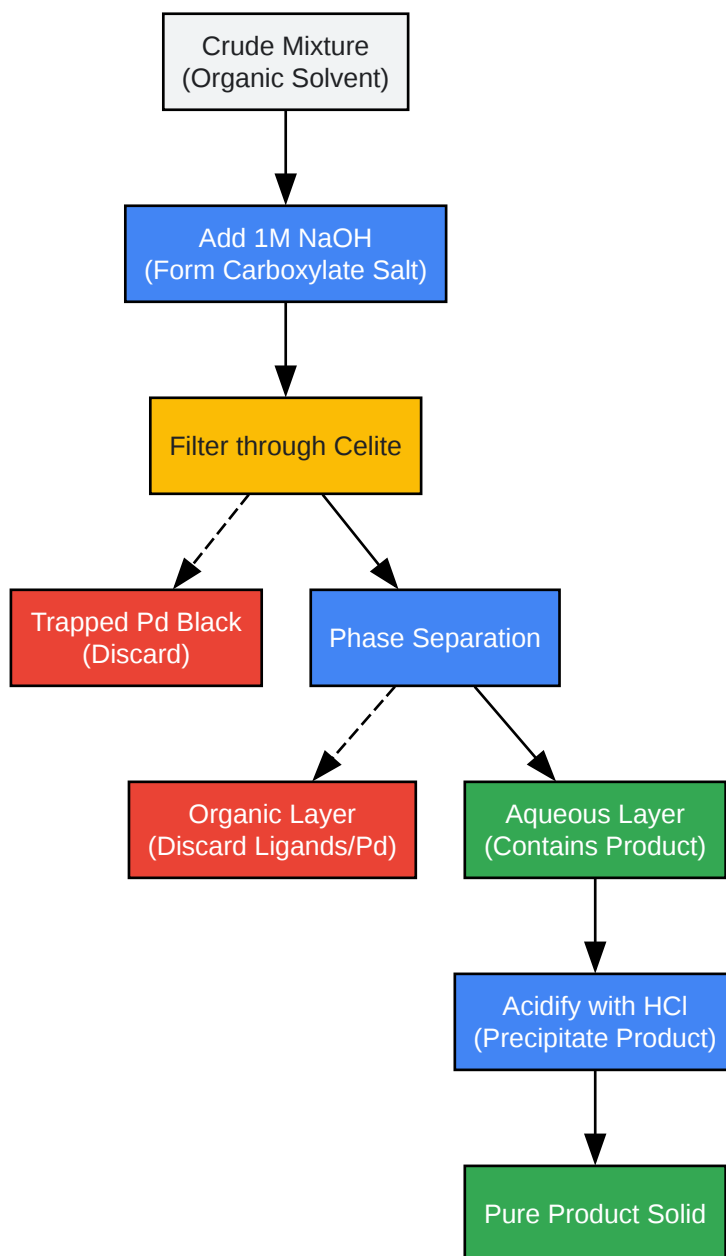 Crude Mixture
(Organic Solvent)
Add 1M NaOH
(Form Carboxylate Salt)
Filter through Celite
Trapped Pd Black
(Discard)
Phase Separation
Organic Layer
(Discard Ligands/Pd)
Aqueous Layer
(Contains Product)
Acidify with HCl
(Precipitate Product)
Pure Product Solid